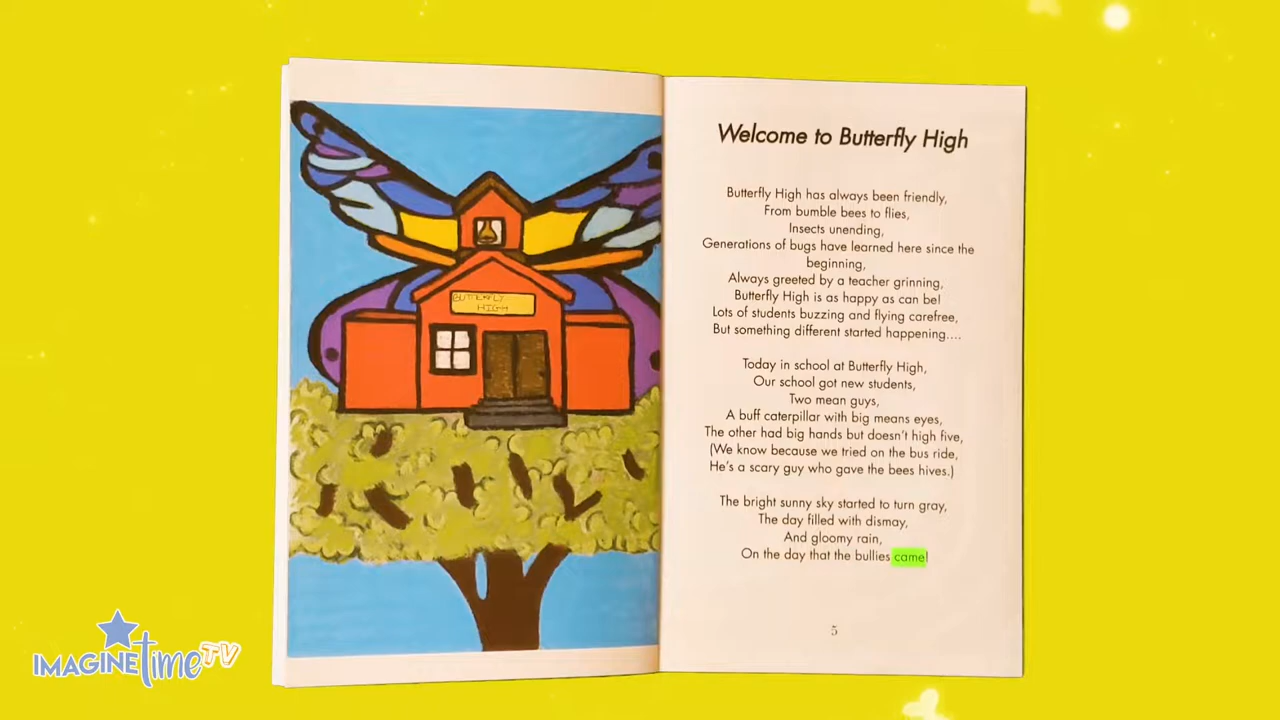 BUTTERFLY
HIGH
Welcome to Butterfly High
Butterfly High has always been friendly,
From bumble bees to flies,
Insects unending,
Generations of bugs have learned here since the
beginning,
Always greeted by a teacher grinning,
Butterfly High is as happy as can be!
Lots of students buzzing and flying carefree,
But something different started happening....
Today in school at Butterfly High,
Our school got new students,
Two mean guys,
A buff caterpillar with big means eyes,
The other had big hands but doesn't high five,
(We know because we tried on the bus ride,
He's a scary guy who gave the bees hives.)
The bright sunny sky started to turn gray,
The day filled with dismay,
And gloomy rain,
On the day that the bullies came!
5
IMAGINEtimeTV